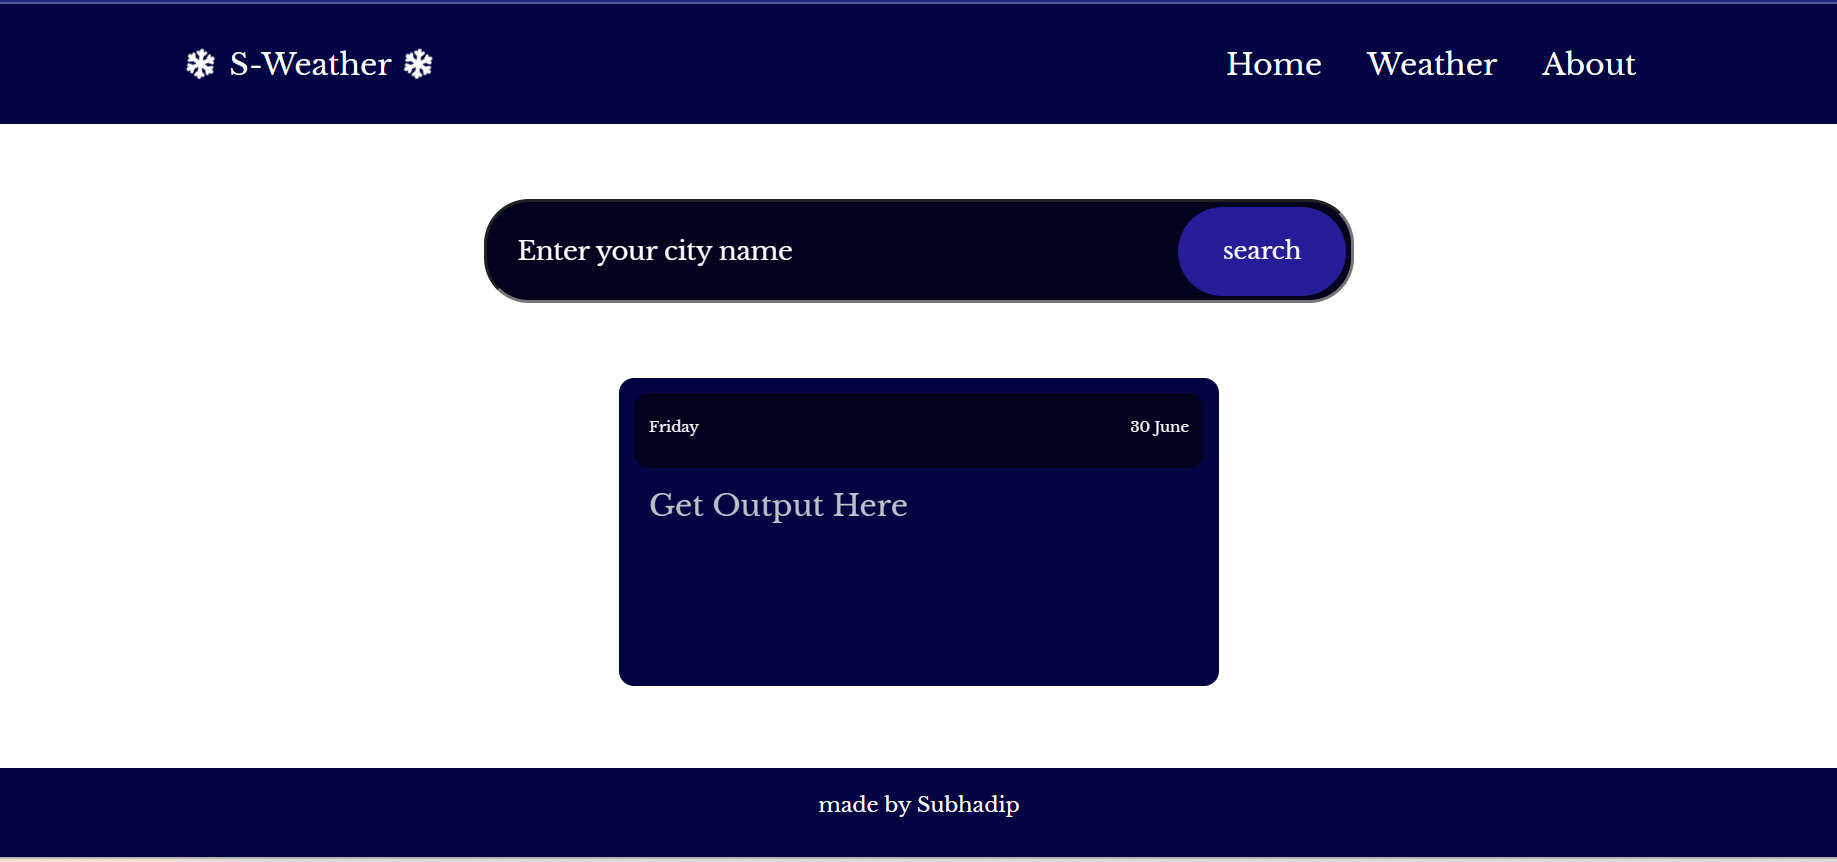 ❄ S-Weather ❄
Home Weather About
Enter your city name
search
Friday 30 June
Get Output Here
made by Subhadip